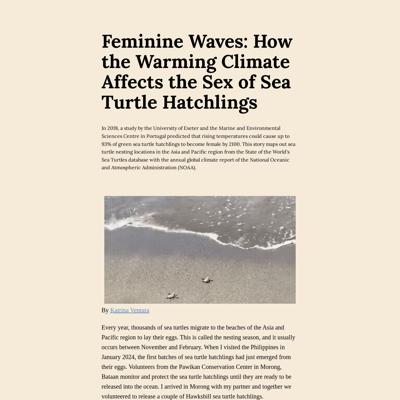 Feminine Waves: How
the Warming Climate
Affects the Sex of Sea
Turtle Hatchlings
In 2019, a study by the University of Exeter and the Marine and Environmental
Sciences Centre in Portugal predicted that rising temperatures could cause up to
93% of green sea turtle hatchlings to become female by 2100. This story maps out sea
turtle nesting locations in the Asia and Pacific region from the State of the World's
Sea Turtles database with the annual global climate report of the National Oceanic
and Atmospheric Administration (NOAA).
By Katrina Ventura
Every year, thousands of sea turtles migrate to the beaches of the Asia and
Pacific region to lay their eggs. This is called the nesting season, and it usually
occurs between November and February. When I visited the Philippines in
January 2024, the first batches of sea turtle hatchlings had just emerged from
their eggs. Volunteers from the Pawikan Conservation Center in Morong,
Bataan monitor and protect the sea turtle hatchlings until they are ready to be
released into the ocean. I arrived in Morong with my partner and together we
volunteered to release a couple of Hawksbill sea turtle hatchlings.